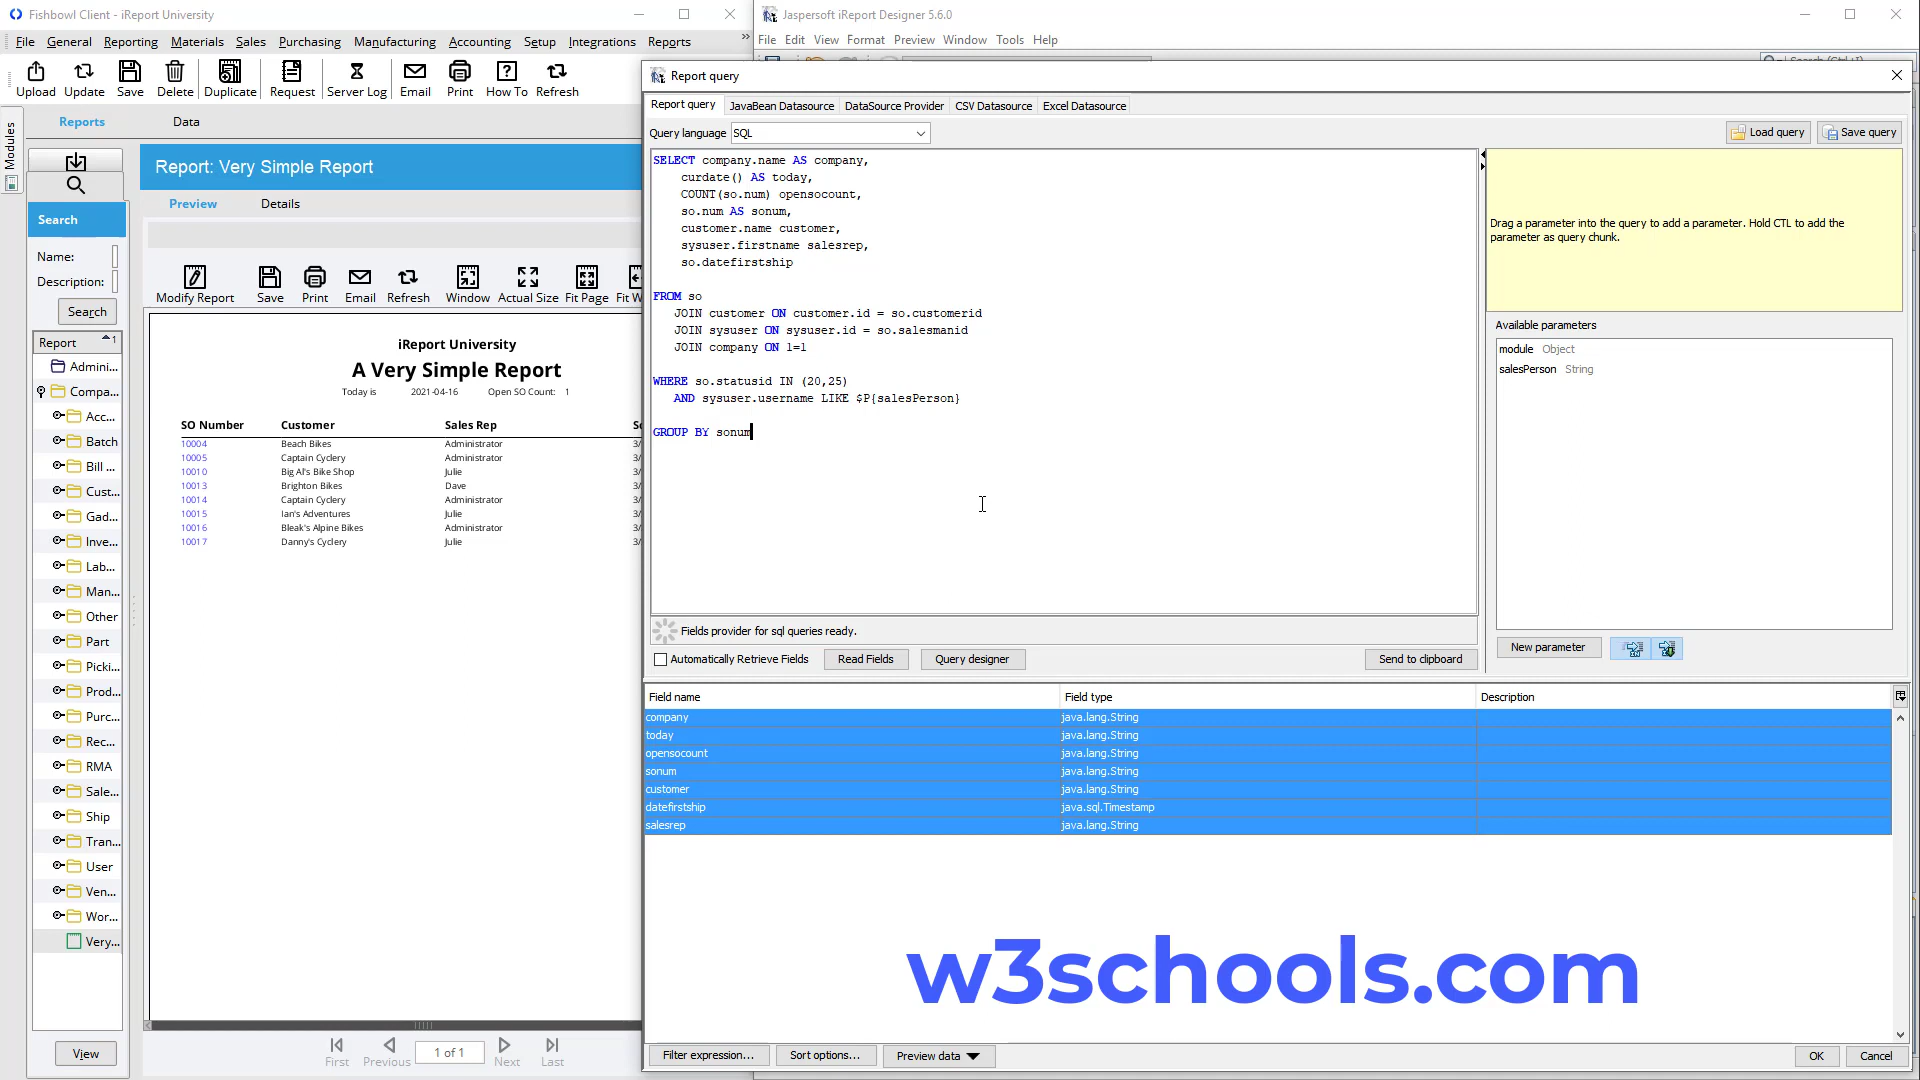 Fishbowl Client - iReport University
File General Reporting Materials Sales Purchasing Manufacturing Accounting Setup Integrations Reports
Upload Update Save Delete Duplicate Request Server Log Email Print How To Refresh
Modules
Reports Data
Search
Name:
Description:
Search
Report 1
Admini...
Compa...
Acc...
Batch
Bill ...
Cust...
Gad...
Inve...
Lab...
Man...
Other
Part
Picki...
Prod...
Purc...
Rec...
RMA
Sale...
Ship
Tran...
User
Ven...
Wor...
Very...
View
Report: Very Simple Report
Preview Details
Modify Report Save Print Email Refresh Window Actual Size Fit Page Fit W
iReport University
A Very Simple Report
Today is 2021-04-16 Open SO Count: 1
SO Number Customer Sales Rep
10004 Beach Bikes Administrator 3/
10005 Captain Cyclery Administrator 3/
10010 Big Al's Bike Shop Julie 3/
10013 Brighton Bikes Dave 3/
10014 Captain Cyclery Administrator 3/
10015 Ian's Adventures Julie 3/
10016 Bleak's Alpine Bikes Administrator 3/
10017 Danny's Cyclery Julie 3/
First Previous 1 of 1 Next Last
Jaspersoft iReport Designer 5.6.0
File Edit View Format Preview Window Tools Help
Report query
Report query JavaBean Datasource DataSource Provider CSV Datasource Excel Datasource
Query language SQL
Load query Save query
SELECT company.name AS company,
curdate() AS today,
COUNT(so.num) opensocount,
so.num AS sonum,
customer.name customer,
sysuser.firstname salesrep,
so.datefirstship
FROM so
JOIN customer ON customer.id = so.customerid
JOIN sysuser ON sysuser.id = so.salesmanid
JOIN company ON 1=1
WHERE so.statusid IN (20,25)
AND sysuser.username LIKE $P{salesPerson}
GROUP BY sonum
Drag a parameter into the query to add a parameter. Hold CTL to add the
parameter as query chunk.
Available parameters
module Object
salesPerson String
New parameter
Fields provider for sql queries ready.
Automatically Retrieve Fields Read Fields Query designer Send to clipboard
Field name Field type Description
company java.lang.String
today java.lang.String
opensocount java.lang.String
sonum java.lang.String
customer java.lang.String
datefirstship java.sql.Timestamp
salesrep java.lang.String
w3schools.com
Filter expression... Sort options... Preview data OK Cancel